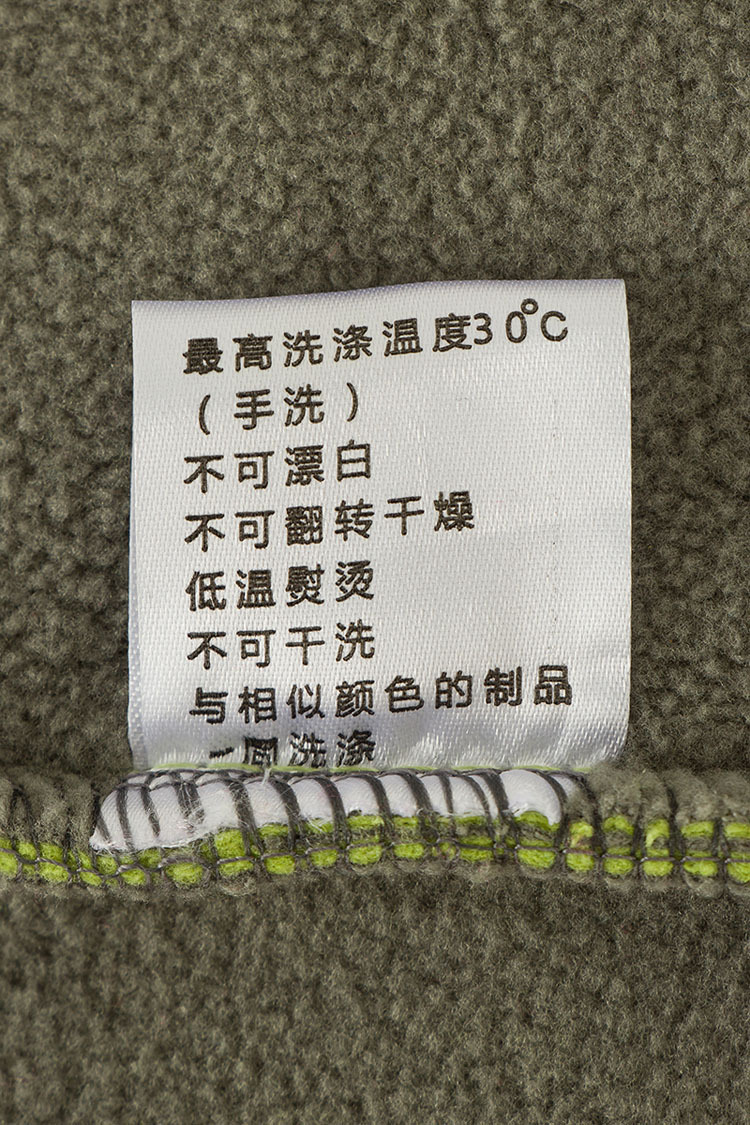 最高洗涤温度30℃
(手洗)
不可漂白
不可翻转干燥
低温熨烫
不可干洗
与相似颜色的制品
一同洗涤